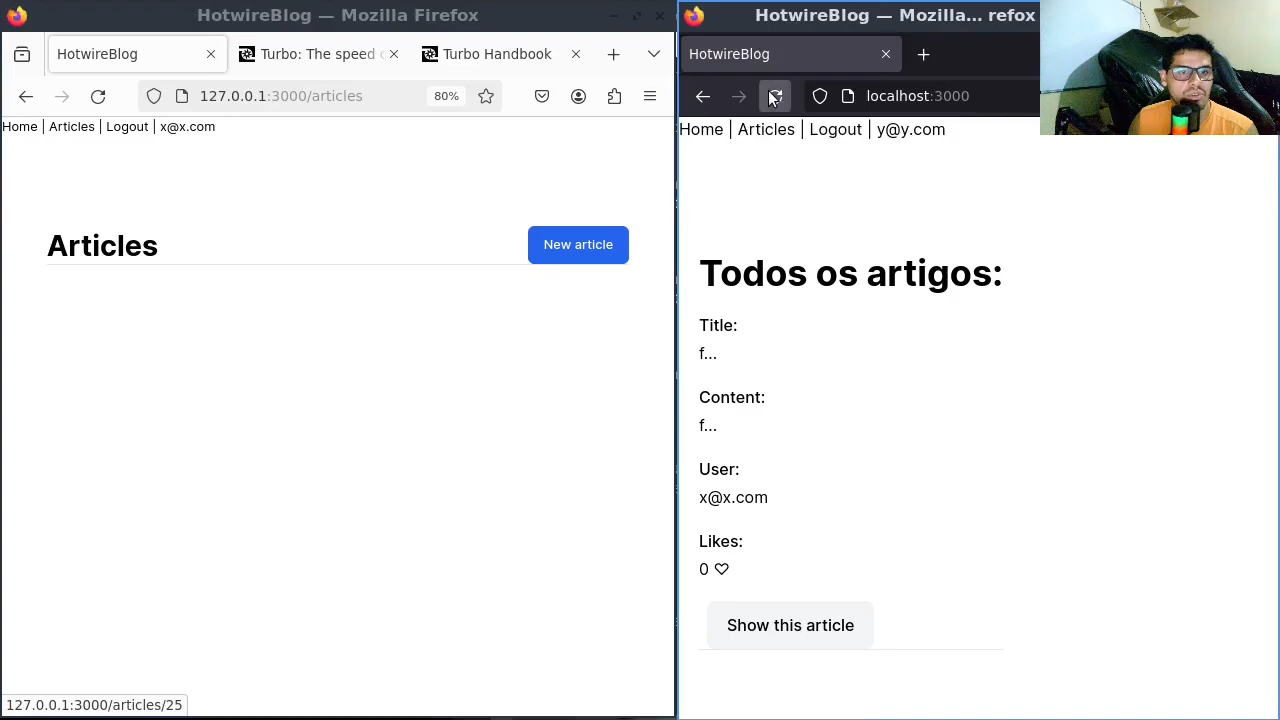 HotwireBlog — Mozilla Firefox
HotwireBlog
Turbo: The speed
Turbo Handbook
127.0.0.1:3000/articles
80%
Home | Articles | Logout | x@x.com
Articles
New article
127.0.0.1:3000/articles/25
HotwireBlog — Mozilla… refox
HotwireBlog
localhost:3000
Home | Articles | Logout | y@y.com
Todos os artigos:
Title:
f...
Content:
f...
User:
x@x.com
Likes:
0 ♡
Show this article